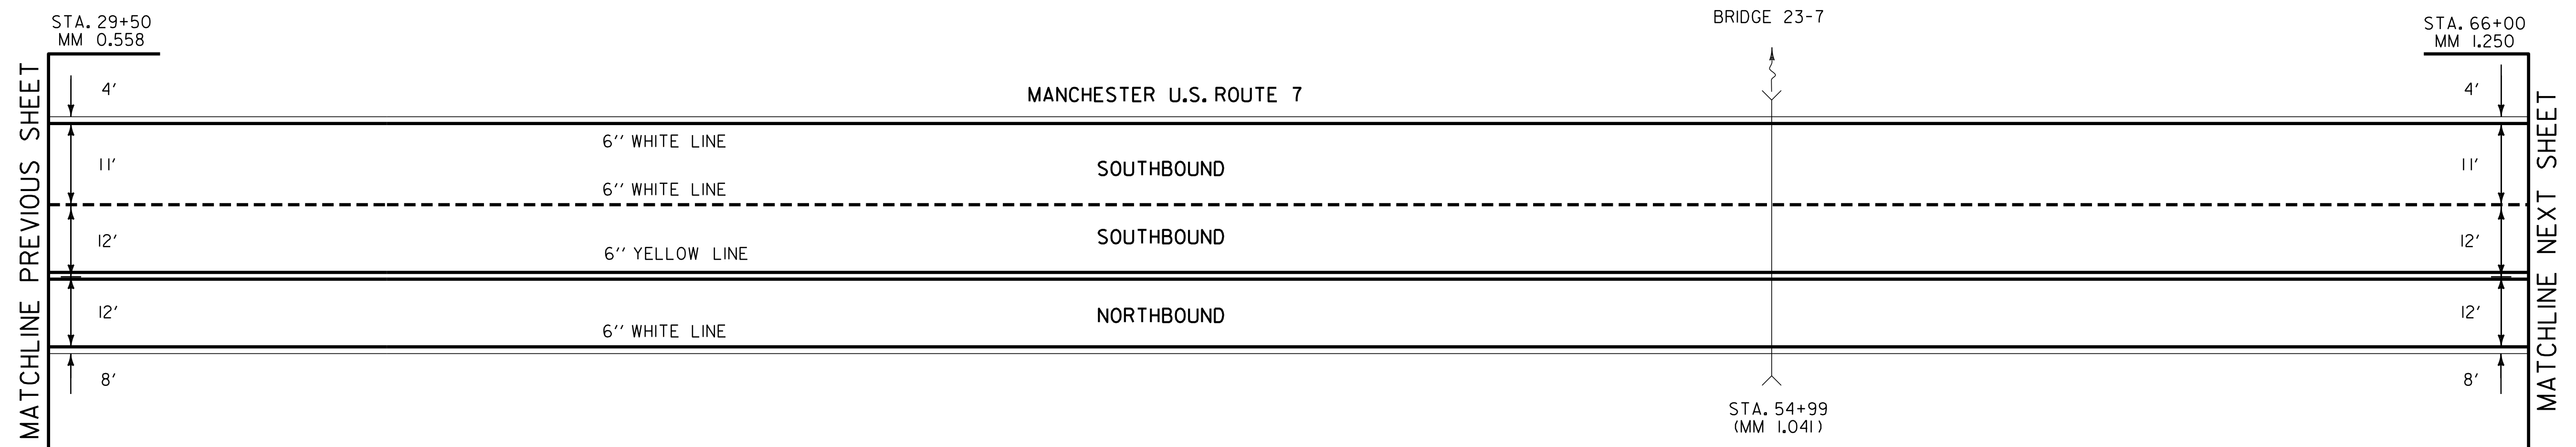 STA. 29+50
MM 0.558
BRIDGE 23-7
STA. 66+00
MM 1.250
MATCHLINE PREVIOUS SHEET
MATCHLINE NEXT SHEET
4'
MANCHESTER U.S. ROUTE 7
4'
6'' WHITE LINE
11'
SOUTHBOUND
11'
6'' WHITE LINE
12'
SOUTHBOUND
12'
6'' YELLOW LINE
12'
NORTHBOUND
12'
6'' WHITE LINE
8'
8'
STA. 54+99
(MM 1.041)